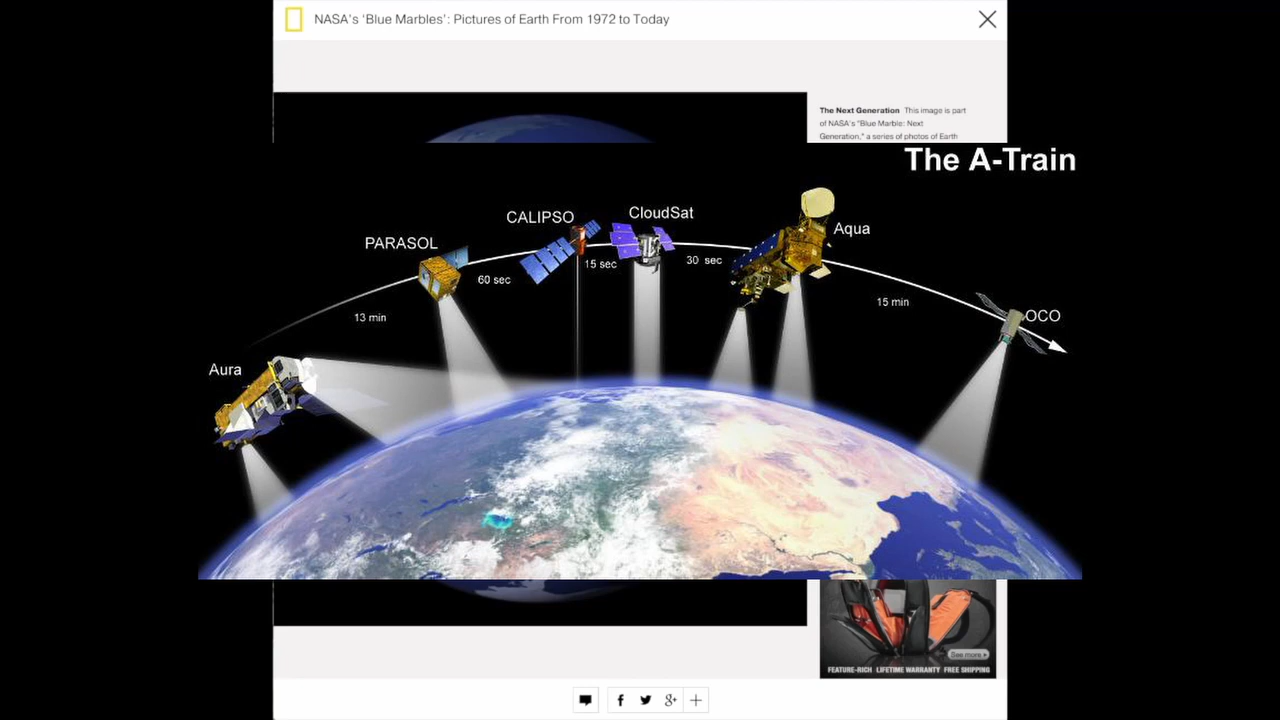 NASA's 'Blue Marbles': Pictures of Earth From 1972 to Today
The Next Generation This image is part
of NASA's "Blue Marble: Next
Generation," a series of photos of Earth
The A-Train
CALIPSO
CloudSat
Aqua
PARASOL
15 sec
30 sec
60 sec
15 min
13 min
OCO
Aura
See more
FEATURE-RICH LIFETIME WARRANTY FREE SHIPPING
f
g+